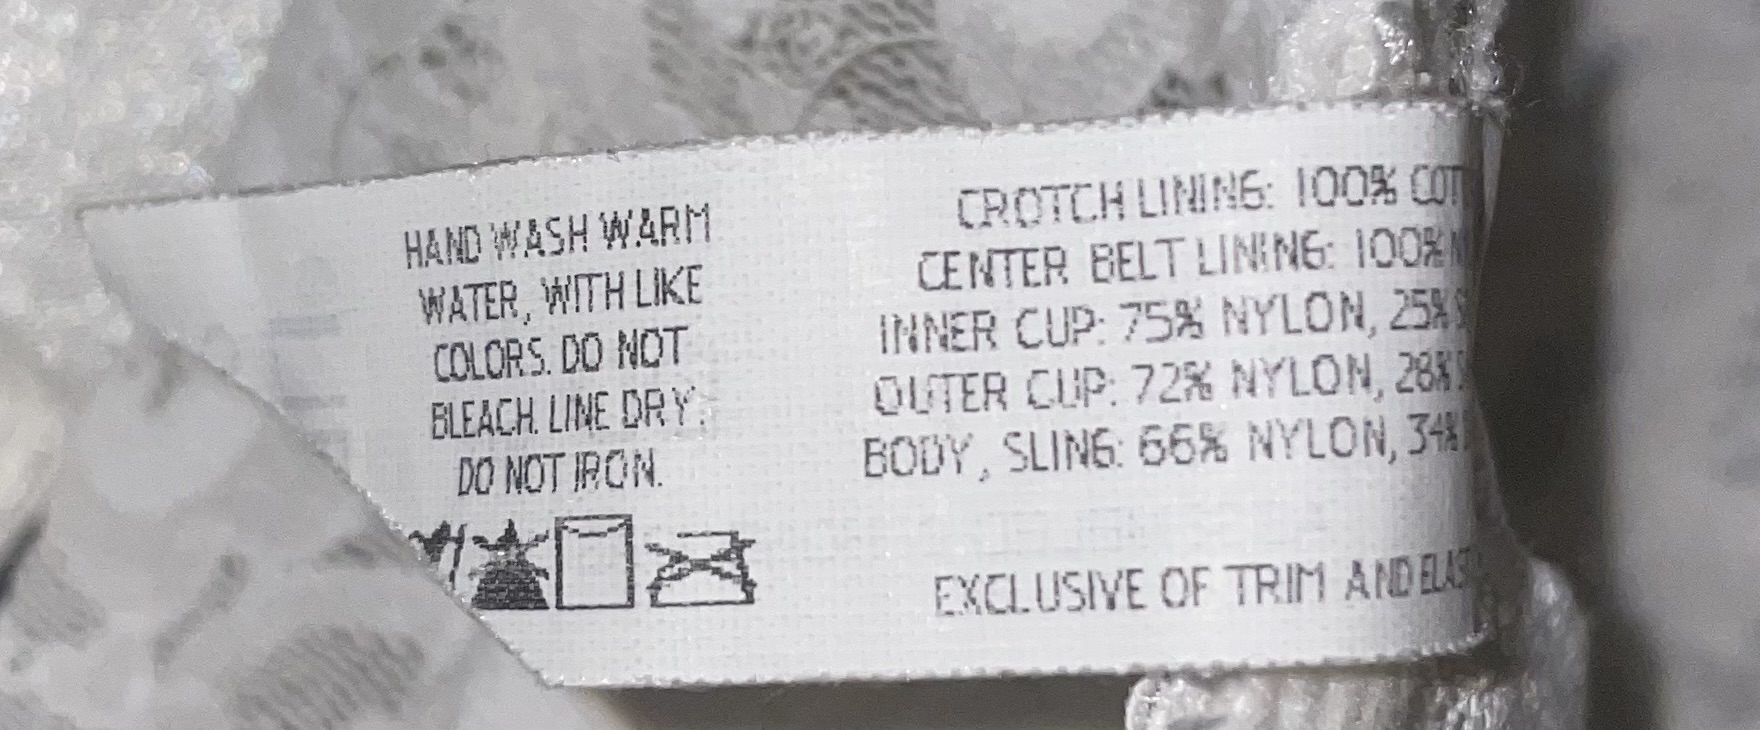 HAND WASH WARM
WATER, WITH LIKE
COLORS. DO NOT
BLEACH. LINE DRY.
DO NOT IRON.
CROTCH LINING: 100% COT
CENTER BELT LINING: 100% N
INNER CUP: 75% NYLON, 25% S
OUTER CUP: 72% NYLON, 28% S
BODY, SLING: 66% NYLON, 34%
EXCLUSIVE OF TRIM AND ELAS